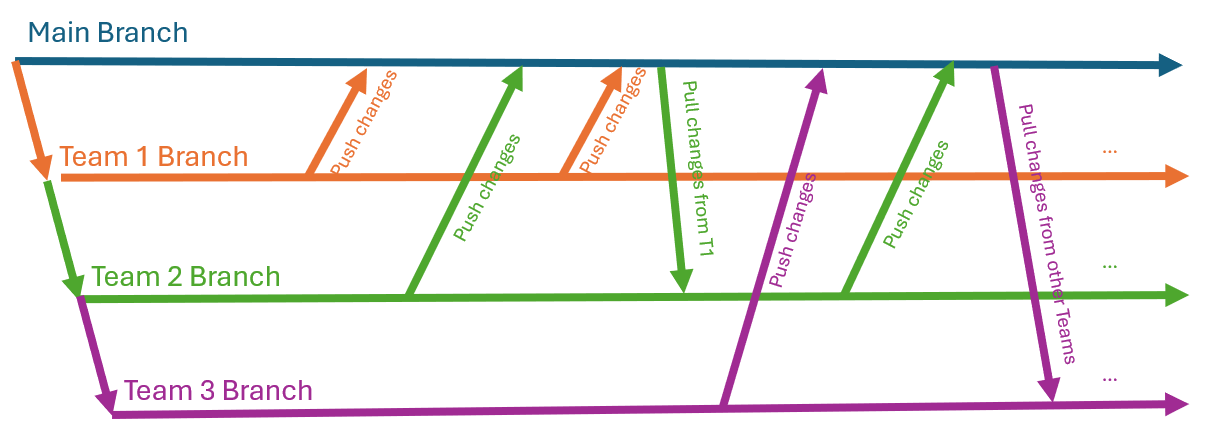 Main Branch
Team 1 Branch
Push changes
Push changes
Push changes
Pull changes from T1
Push changes
Push changes
Pull changes from other Teams
...
Team 2 Branch
...
Team 3 Branch
...